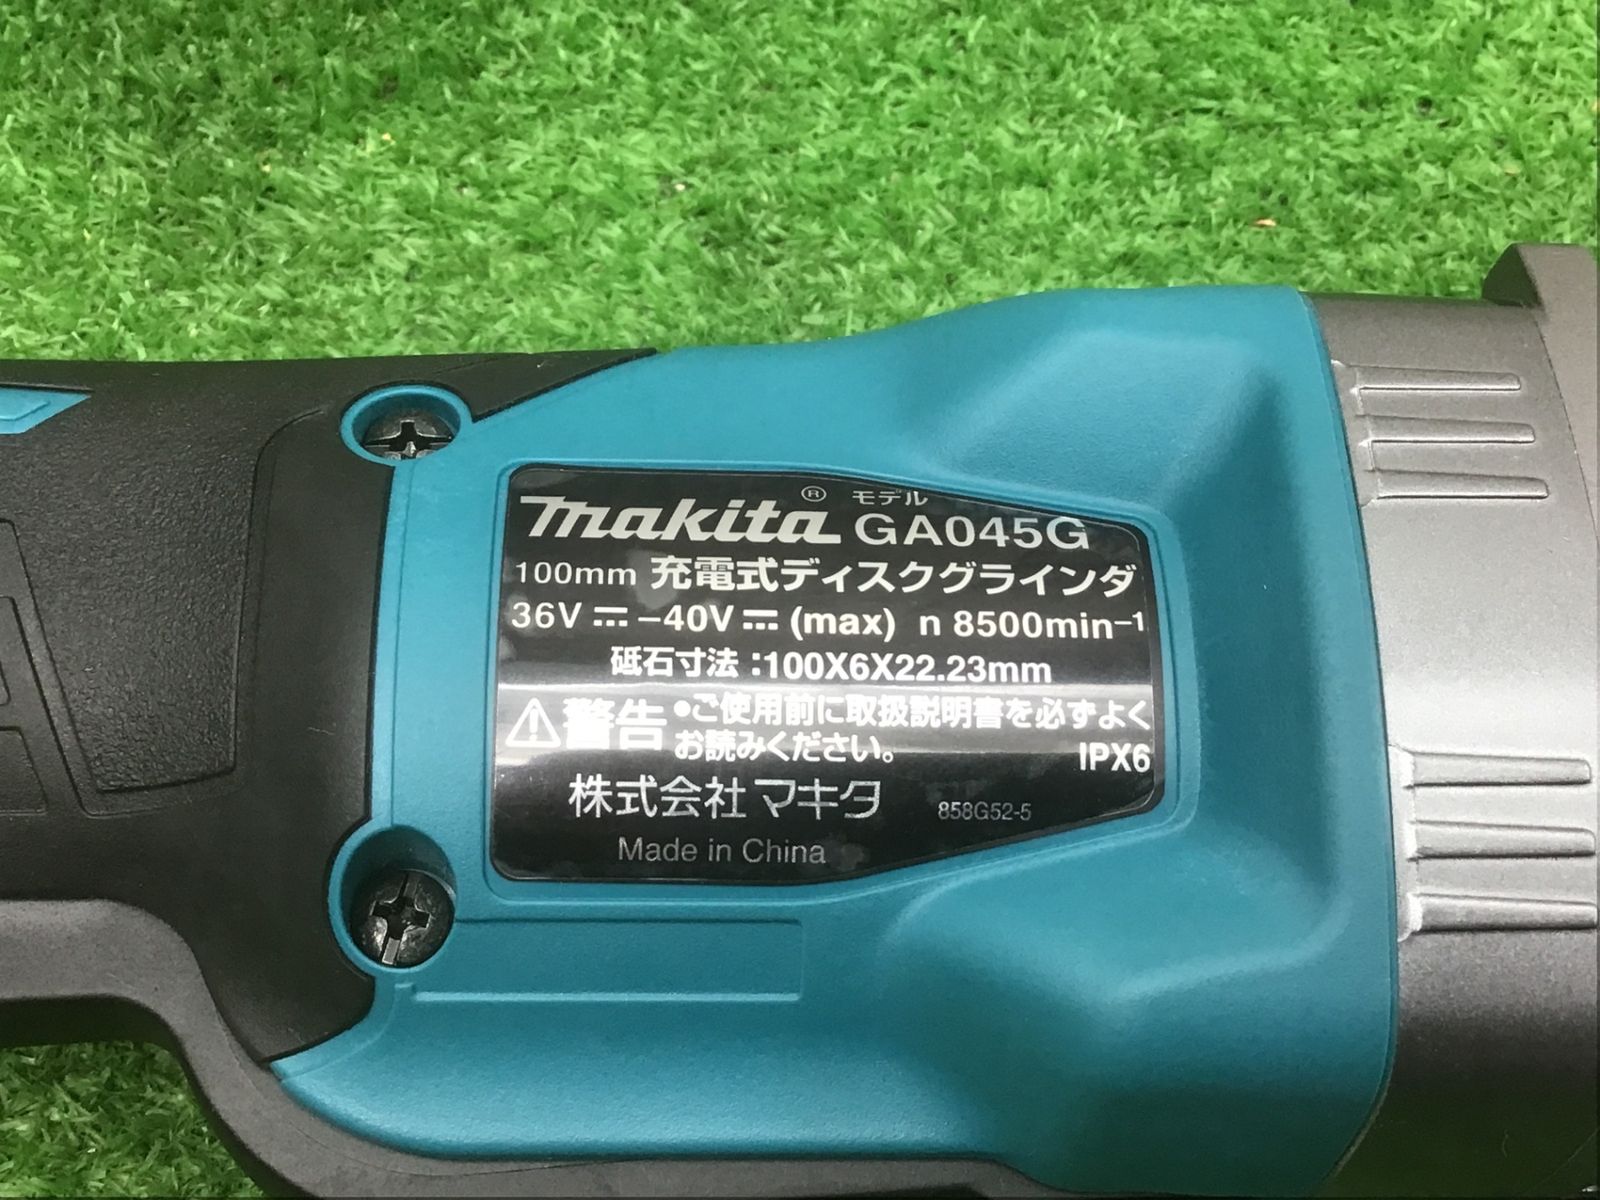 makita® モデル GA045G
100mm 充電式ディスクグラインダ
36V⎓-40V⎓(max) n 8500min⁻¹
砥石寸法:100X6X22.23mm
⚠警告 •ご使用前に取扱説明書を必ずよく
お読みください。 IPX6
株式会社マキタ 858G52-5
Made in China